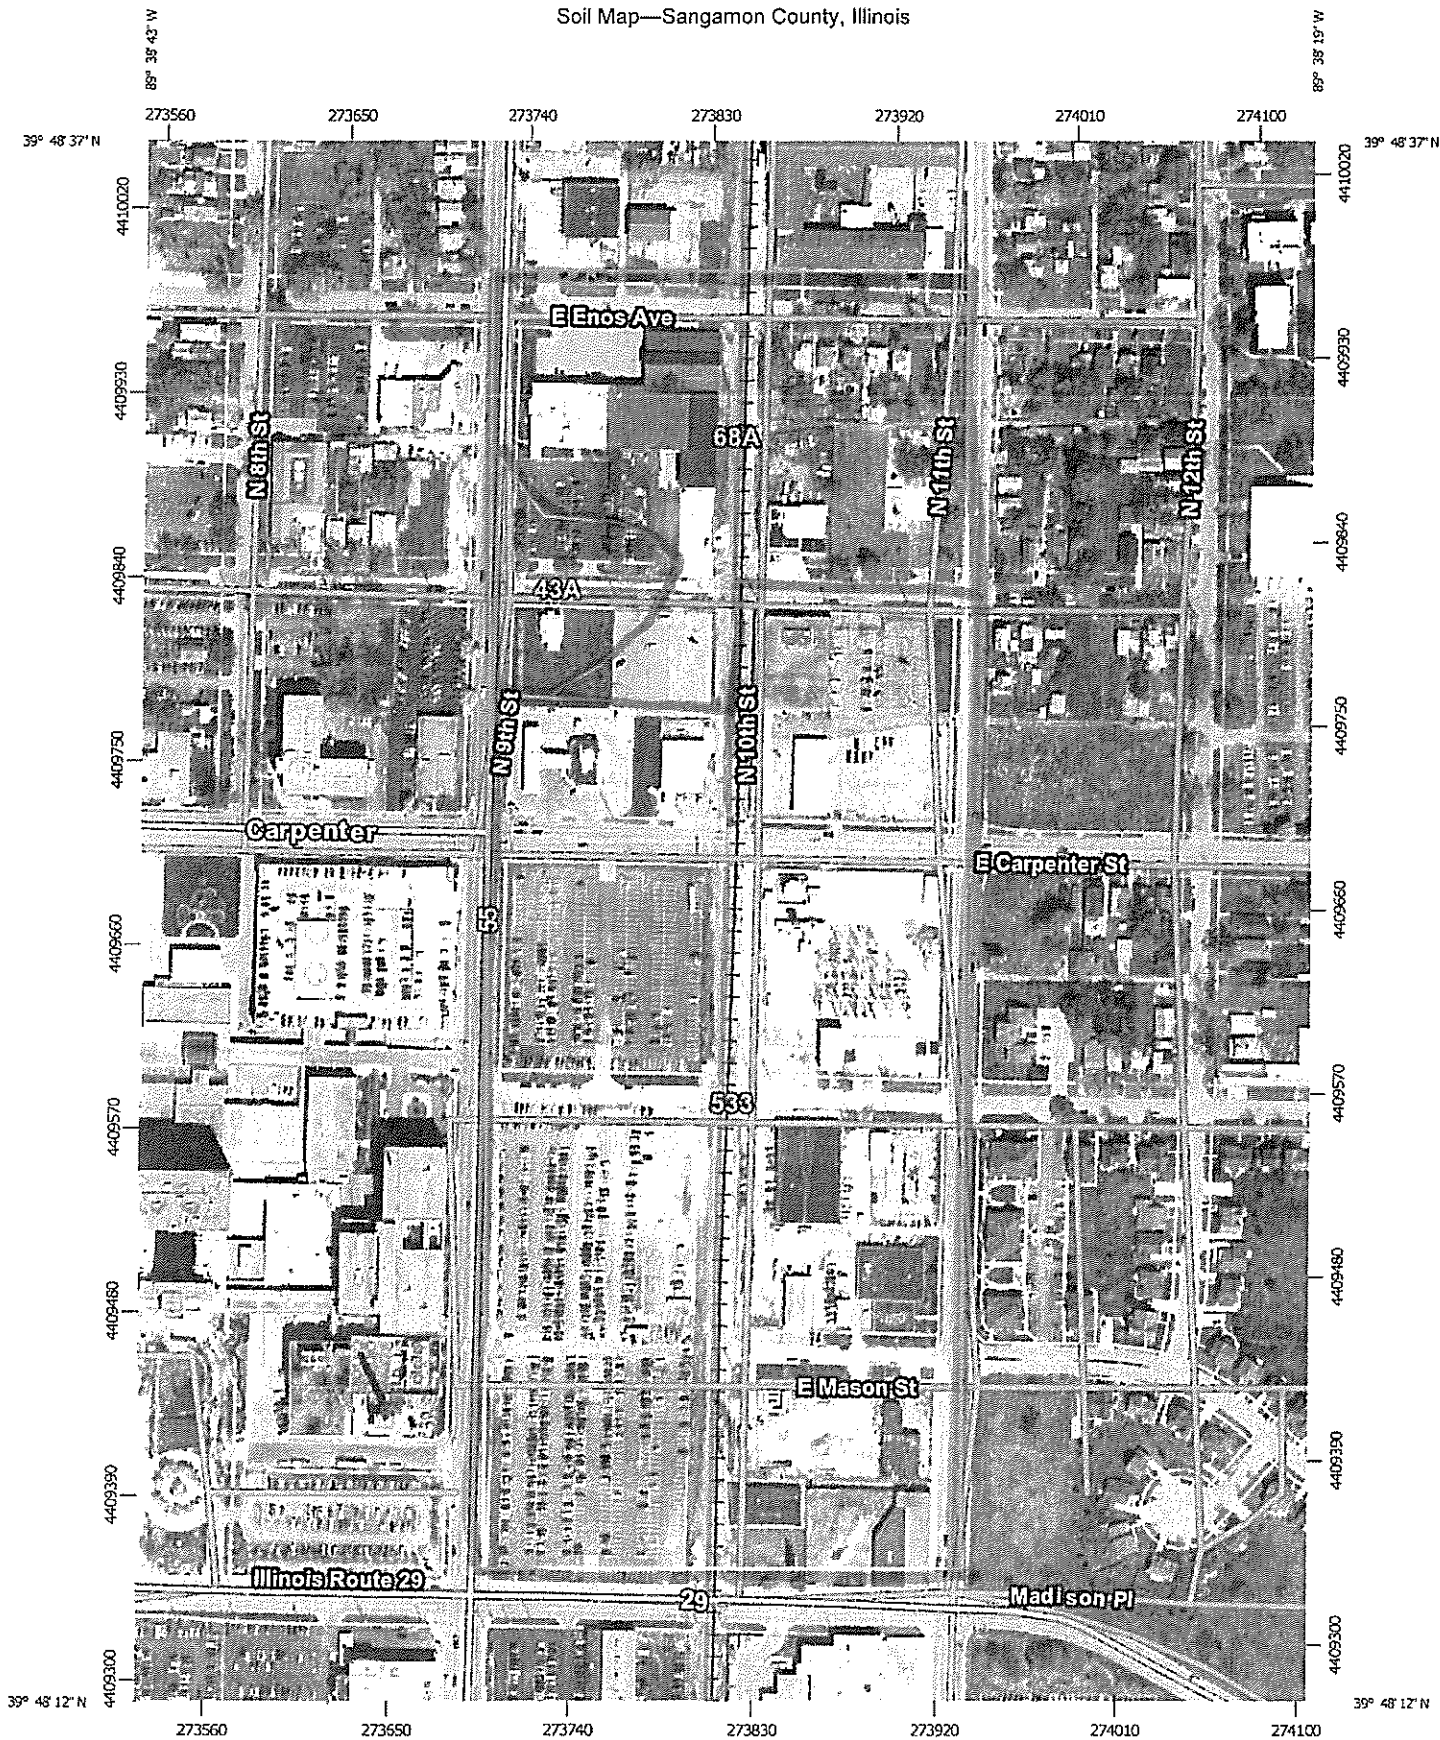 Soil Map—Sangamon County, Illinois
89° 38' 43" W
89° 38' 19" W
273560 273650 273740 273830 273920 274010 274100
39° 48' 37" N
39° 48' 37" N
4410020
4410020
E Enos Ave
4409930
4409930
N 8th St
68A
N 11th St
N 12th St
4409840
4409840
43A
N 9th St
N 10th St
4409750
4409750
Carpenter
E Carpenter St
55
4409660
4409660
533
4409570
4409570
4409480
4409480
E Mason St
4409390
4409390
Illinois Route 29
29
Madison Pl
4409300
4409300
39° 48' 12" N
39° 48' 12" N
273560 273650 273740 273830 273920 274010 274100